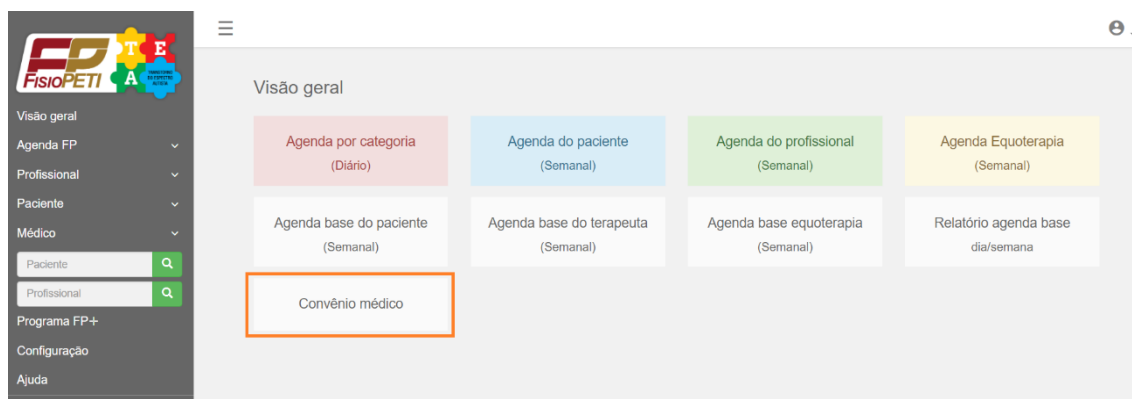 FP
T E
FISIOPETI
A
Visão geral
Agenda FP
Profissional
Paciente
Médico
Paciente
Profissional
Programa FP+
Configuração
Ajuda
Visão geral
Agenda por categoria
(Diário)
Agenda do paciente
(Semanal)
Agenda do profissional
(Semanal)
Agenda Equoterapia
(Semanal)
Agenda base do paciente
(Semanal)
Agenda base do terapeuta
(Semanal)
Agenda base equoterapia
(Semanal)
Relatório agenda base
dia/semana
Convênio médico